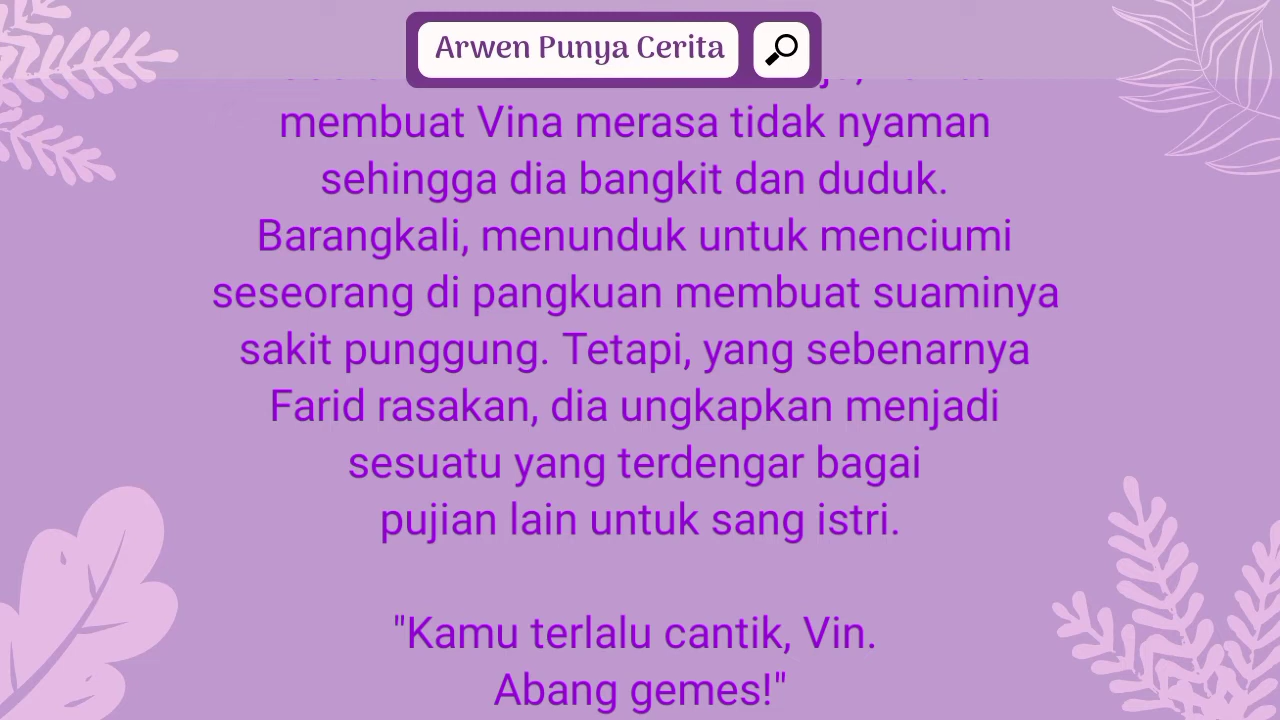 Arwen Punya Cerita
membuat Vina merasa tidak nyaman
sehingga dia bangkit dan duduk.
Barangkali, menunduk untuk menciumi
seseorang di pangkuan membuat suaminya
sakit punggung. Tetapi, yang sebenarnya
Farid rasakan, dia ungkapkan menjadi
sesuatu yang terdengar bagai
pujian lain untuk sang istri.
"Kamu terlalu cantik, Vin.
Abang gemes!"